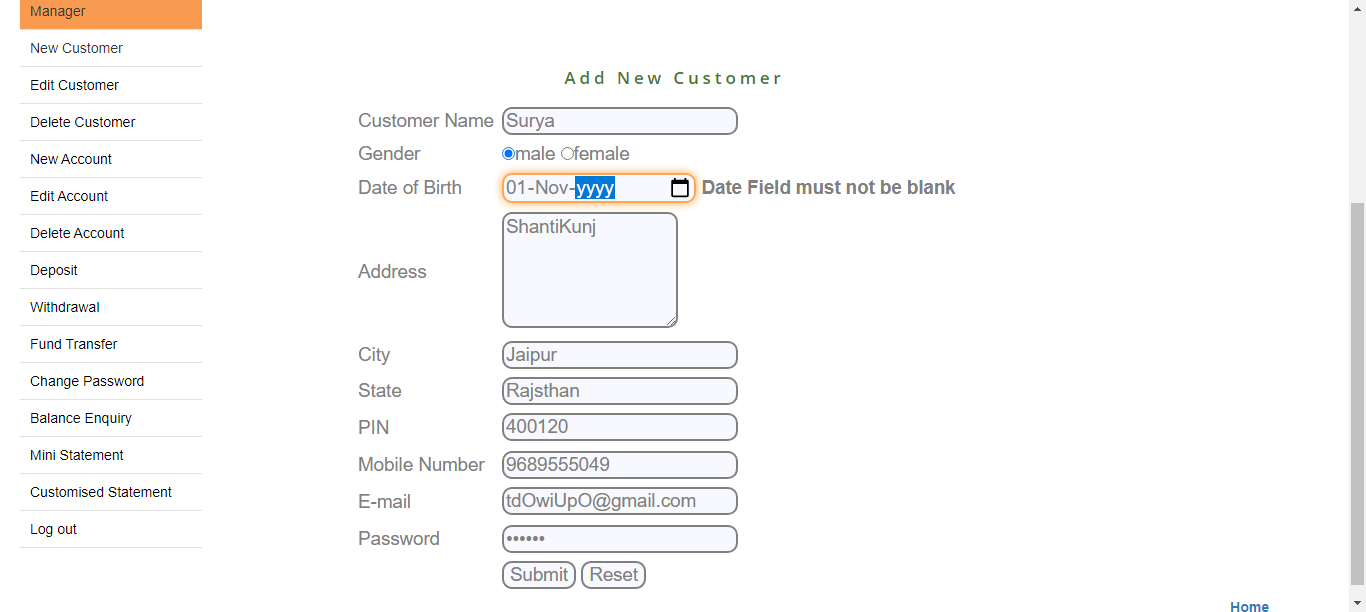 Manager
New Customer
Edit Customer
Delete Customer
New Account
Edit Account
Delete Account
Deposit
Withdrawal
Fund Transfer
Change Password
Balance Enquiry
Mini Statement
Customised Statement
Log out
Add New Customer
Customer Name Surya
Gender male female
Date of Birth 01-Nov-yyyy Date Field must not be blank
Address ShantiKunj
City Jaipur
State Rajsthan
PIN 400120
Mobile Number 9689555049
E-mail tdOwiUpO@gmail.com
Password ••••••
Submit Reset
Home